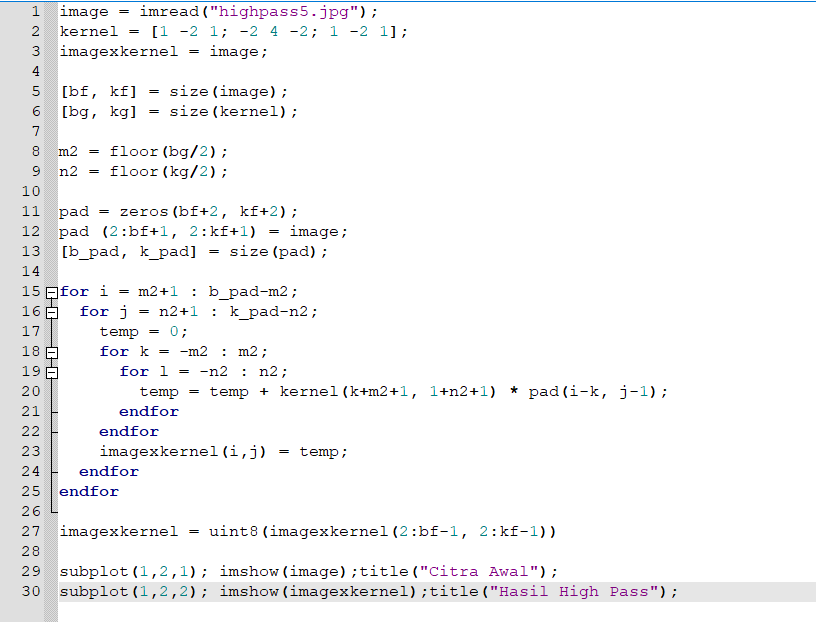 1 image = imread("highpass5.jpg");
2 kernel = [1 -2 1; -2 4 -2; 1 -2 1];
3 imagexkernel = image;
4
5 [bf, kf] = size(image);
6 [bg, kg] = size(kernel);
7
8 m2 = floor(bg/2);
9 n2 = floor(kg/2);
10
11 pad = zeros(bf+2, kf+2);
12 pad (2:bf+1, 2:kf+1) = image;
13 [b_pad, k_pad] = size(pad);
14
15 for i = m2+1 : b_pad-m2;
16 for j = n2+1 : k_pad-n2;
17 temp = 0;
18 for k = -m2 : m2;
19 for l = -n2 : n2;
20 temp = temp + kernel(k+m2+1, 1+n2+1) * pad(i-k, j-1);
21 endfor
22 endfor
23 imagexkernel(i,j) = temp;
24 endfor
25 endfor
26
27 imagexkernel = uint8(imagexkernel(2:bf-1, 2:kf-1))
28
29 subplot(1,2,1); imshow(image);title("Citra Awal");
30 subplot(1,2,2); imshow(imagexkernel);title("Hasil High Pass");